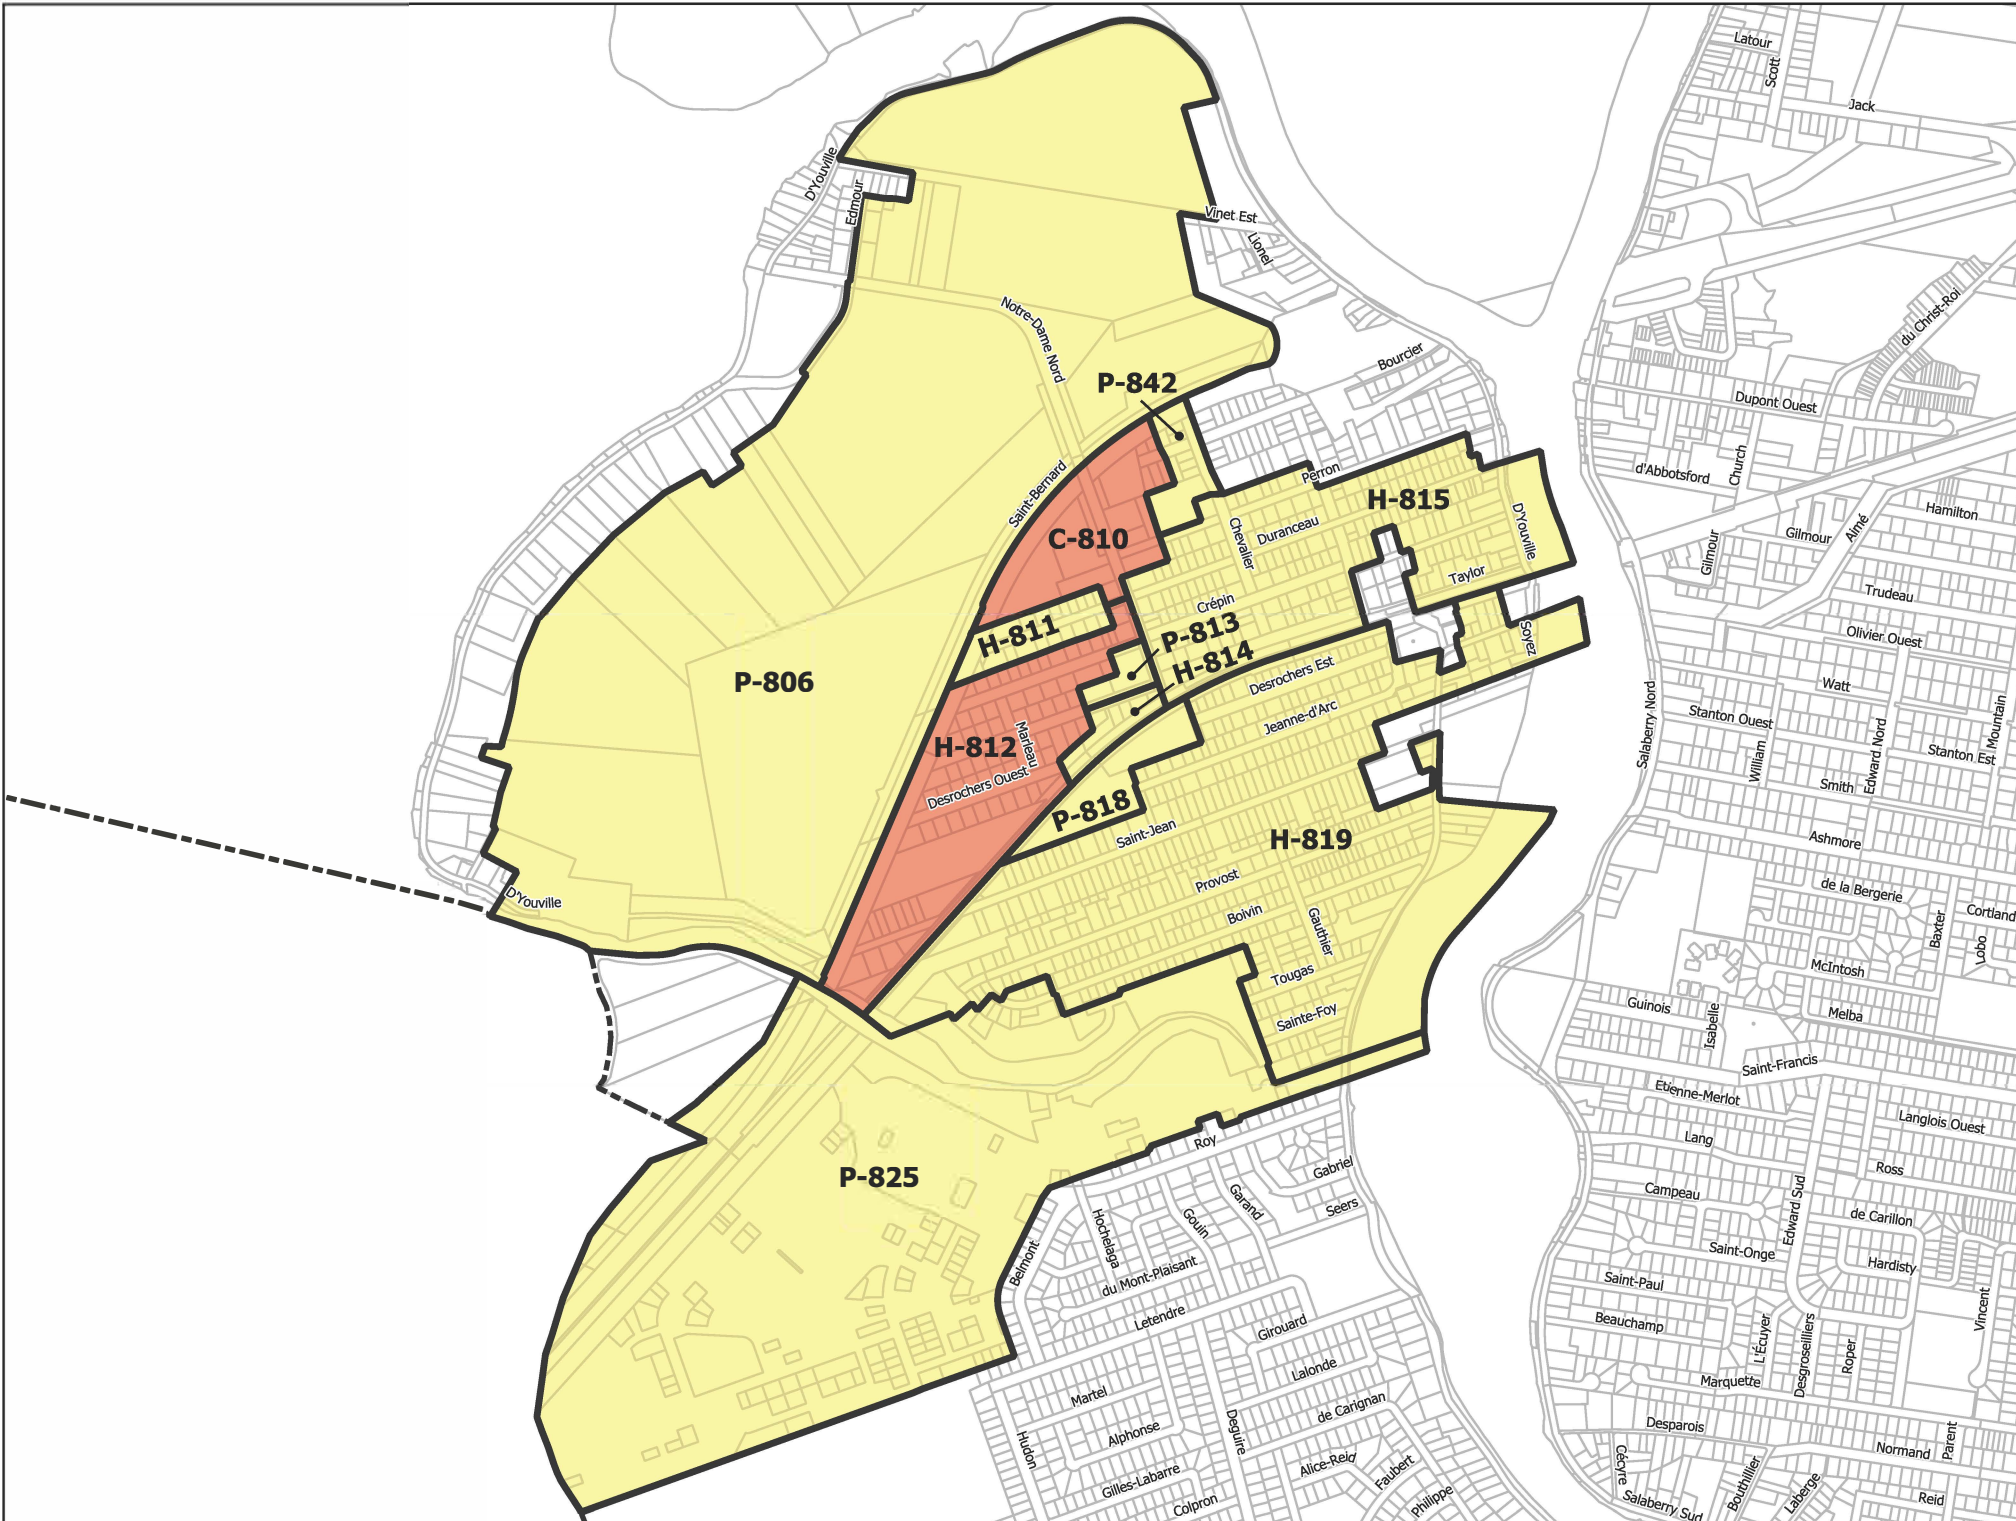 Latour
Scott
Jack
D'Youville
Edmour
Vinet Est
Lionel
Notre-Dame Nord
du Christ-Roi
Bourcier
P-842
Dupont Ouest
Saint-Bernard
Perron
d'Abbotsford
Church
H-815
C-810
Chevalier
Duranceau
D'Youville
Gilmour
Gilmour
Aimé
Hamilton
Taylor
Trudeau
Crépin
H-811
P-813
H-814
Soyez
Olivier Ouest
P-806
Desrochers Est
Watt
Jeanne-d'Arc
Salaberry Nord
Stanton Ouest
William
Edward Nord
Mountain
H-812
Marleau
Stanton Est
Desrochers Ouest
Smith
P-818
Saint-Jean
H-819
Ashmore
Provost
de la Bergerie
D'Youville
Boivin
Gauthier
Baxter
Cortland
Lobo
McIntosh
Tougas
Guinois
Isabelle
Melba
Sainte-Foy
Saint-Francis
Etienne-Merlot
Langlois Ouest
Lang
Roy
P-825
Gabriel
Ross
Campeau
Garand
Seers
Edward Sud
de Carillon
Hochelaga
Gouin
Saint-Onge
Belmont
du Mont-Plaisant
Hardisty
Saint-Paul
Letendre
Vincent
Girouard
Beauchamp
L'Écuyer
Desgroseilliers
Roper
Lalonde
Marquette
Martel
de Carignan
Desparois
Alphonse
Deguire
Hudon
Normand
Parent
Alice-Reid
Faubert
Cécyre
Gilles-Labarre
Philippe
Bouthillier
Laberge
Colpron
Salaberry Sud
Reid